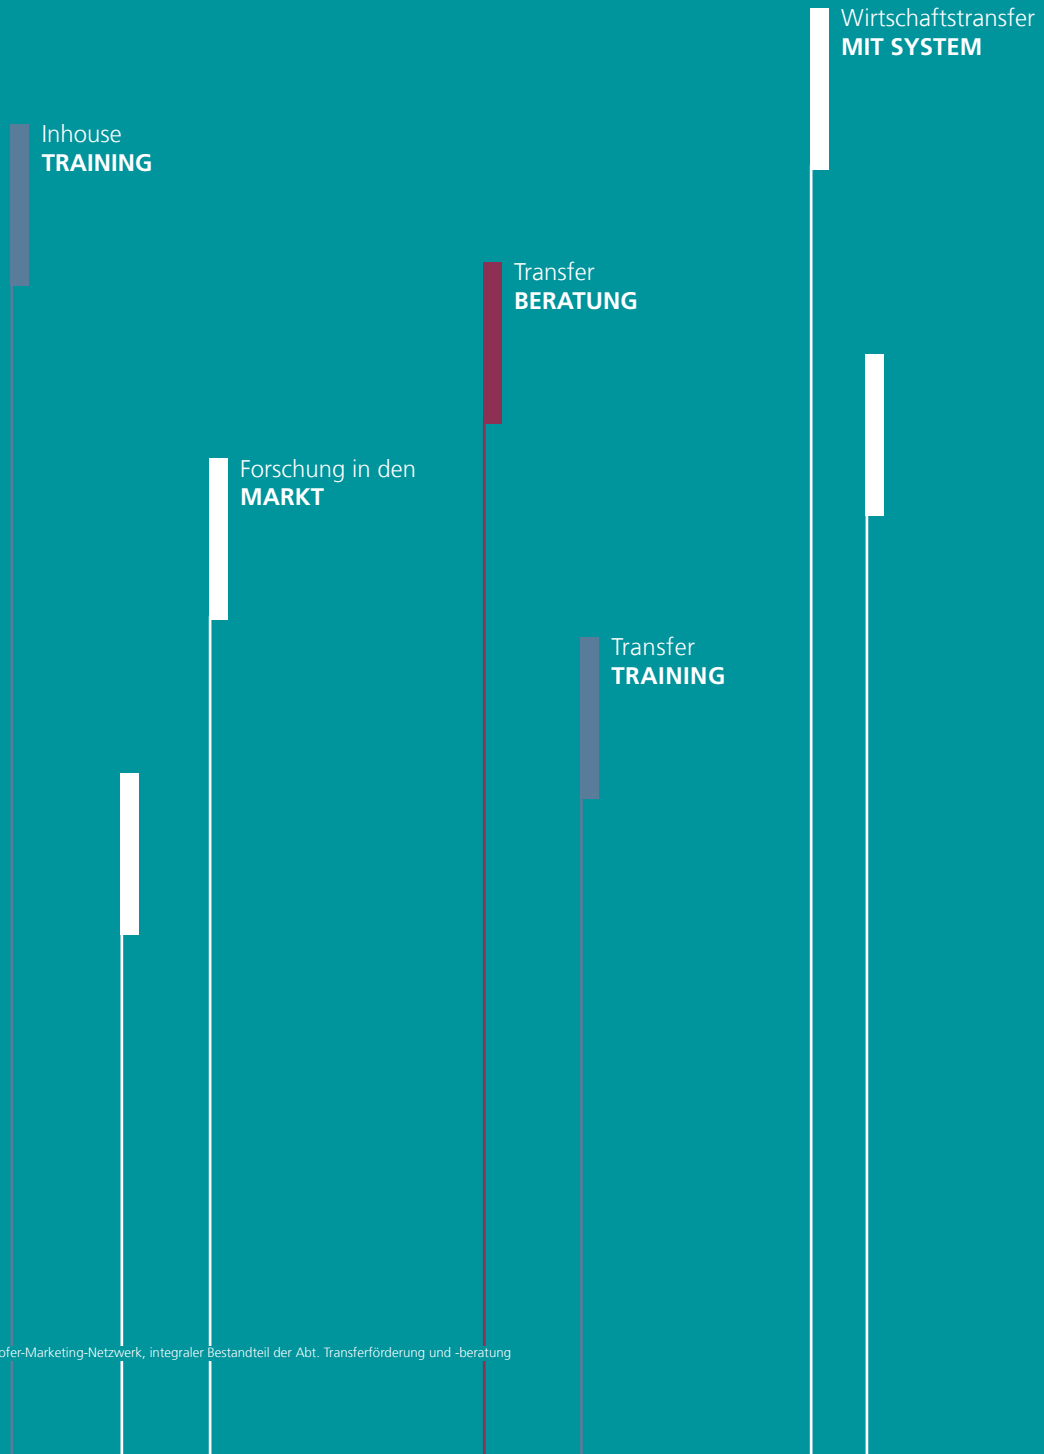 Wirtschaftstransfer
MIT SYSTEM
Inhouse
TRAINING
Transfer
BERATUNG
Forschung in den
MARKT
Transfer
TRAINING
ofer-Marketing-Netzwerk, integraler Bestandteil der Abt. Transferförderung und -beratung